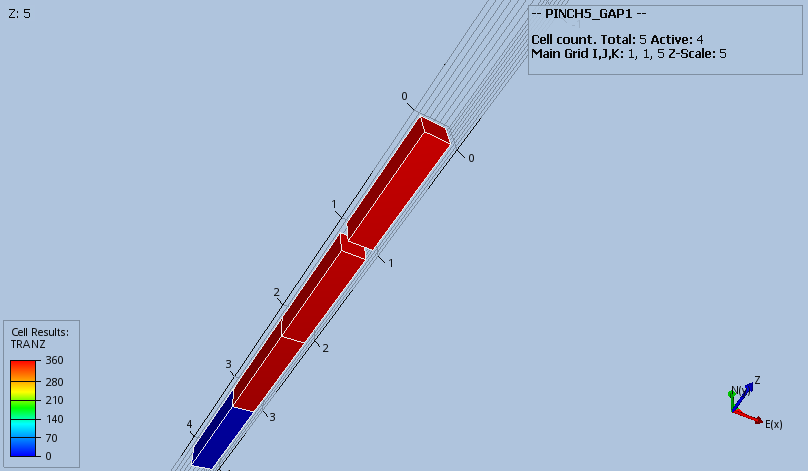 Z: 5
-- PINCH5_GAP1 --
Cell count. Total: 5 Active: 4
Main Grid I,J,K: 1, 1, 5 Z-Scale: 5
0
0
1
1
2
2
3
3
4
Cell Results:
TRANZ
360
280
210
140
70
0
N(y)
Z
E(x)